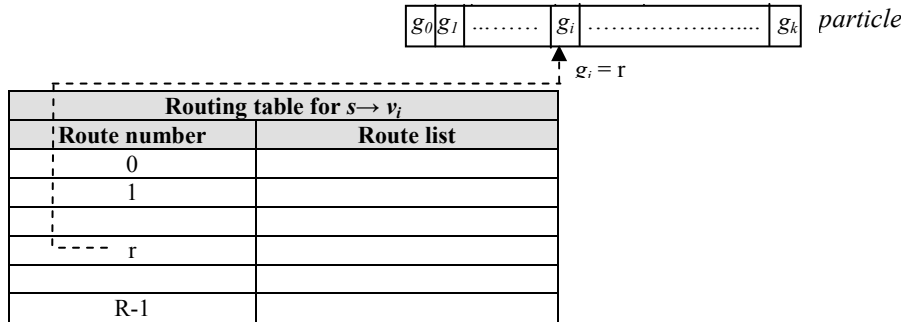 g0 g1 ......... gi ........................ gk particle
gi = r
Routing table for s→ vi
Route number Route list
0
1
r
R-1